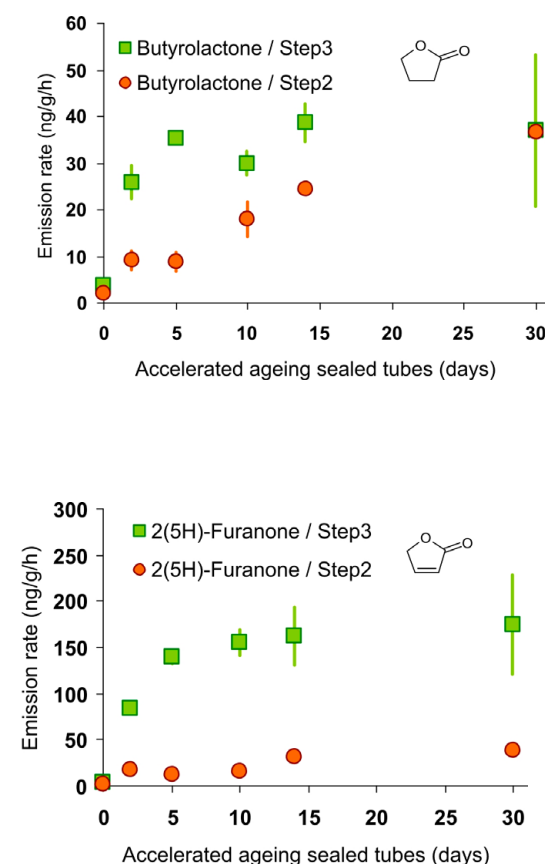 60
50
40
30
20
10
0
Emission rate (ng/g/h)
Butyrolactone / Step3
Butyrolactone / Step2
O
O
0 5 10 15 20 25 30
Accelerated ageing sealed tubes (days)
300
250
200
150
100
50
0
Emission rate (ng/g/h)
2(5H)-Furanone / Step3
2(5H)-Furanone / Step2
O
O
0 5 10 15 20 25 30
Accelerated ageing sealed tubes (days)